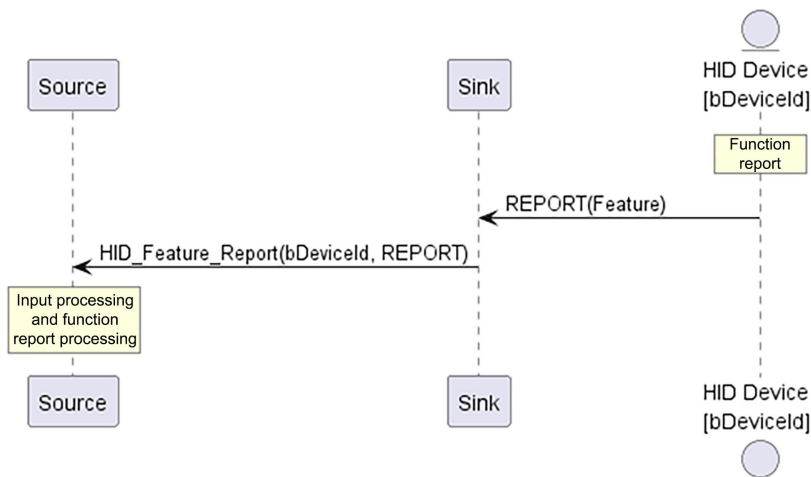 HID Device
[bDeviceId]
Source
Sink
Function
report
REPORT(Feature)
HID_Feature_Report(bDeviceId, REPORT)
Input processing
and function
report processing
Source
Sink
HID Device
[bDeviceId]